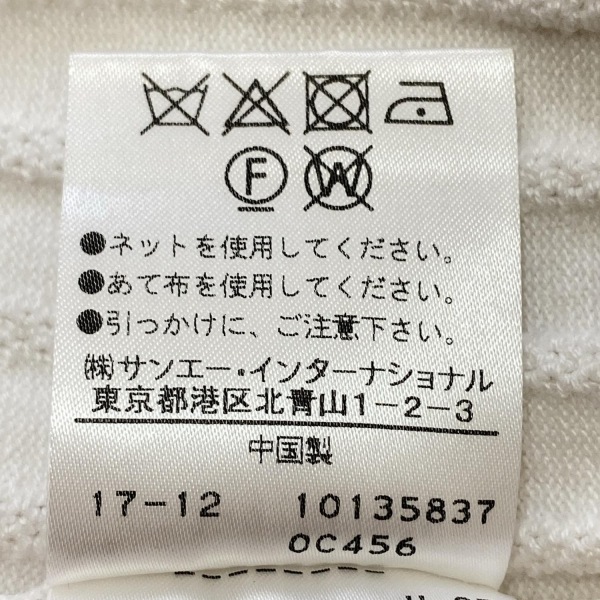 F W
●ネットを使用してください。
●あて布を使用してください。
●引っかけに、ご注意下さい。
㈱サンエー・インターナショナル
東京都港区北青山1-2-3
中国製
17-12 10135837
0C456